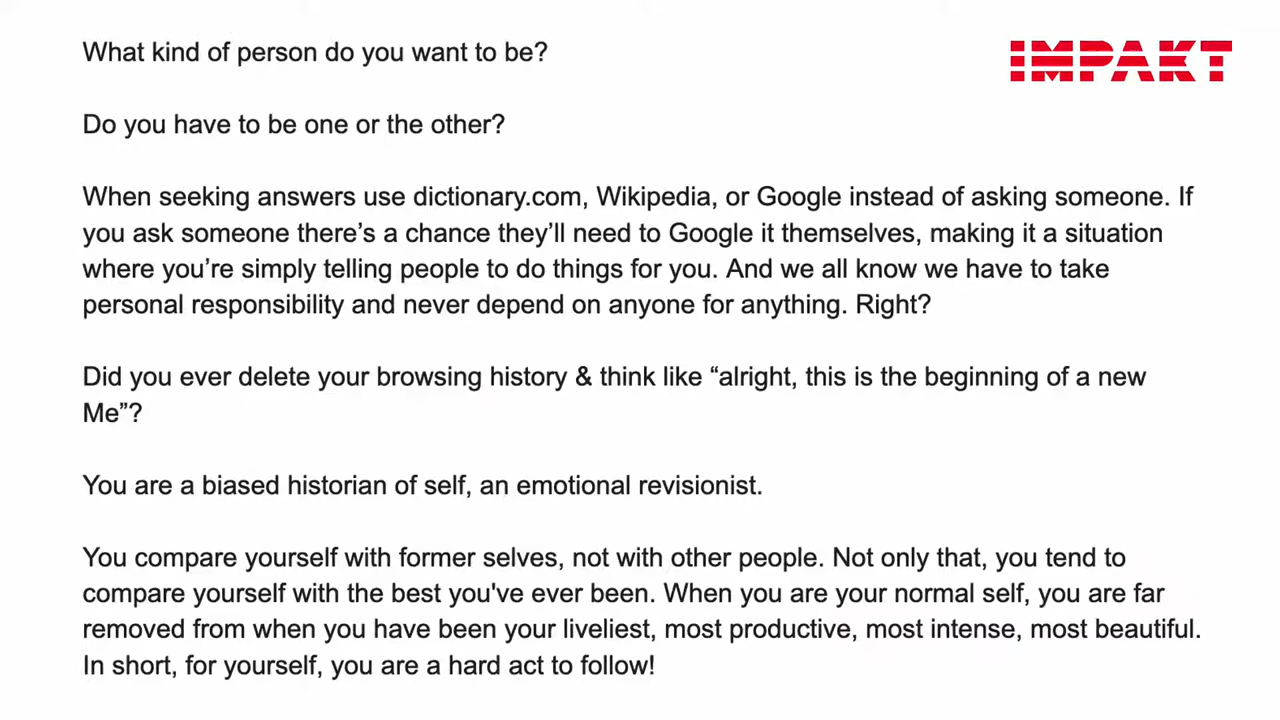 What kind of person do you want to be?
IMPAKT
Do you have to be one or the other?
When seeking answers use dictionary.com, Wikipedia, or Google instead of asking someone. If
you ask someone there’s a chance they’ll need to Google it themselves, making it a situation
where you’re simply telling people to do things for you. And we all know we have to take
personal responsibility and never depend on anyone for anything. Right?
Did you ever delete your browsing history & think like “alright, this is the beginning of a new
Me”?
You are a biased historian of self, an emotional revisionist.
You compare yourself with former selves, not with other people. Not only that, you tend to
compare yourself with the best you've ever been. When you are your normal self, you are far
removed from when you have been your liveliest, most productive, most intense, most beautiful.
In short, for yourself, you are a hard act to follow!